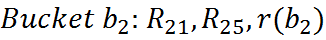 Bucket b₂: R₂₁, R₂₅, r(b₂)